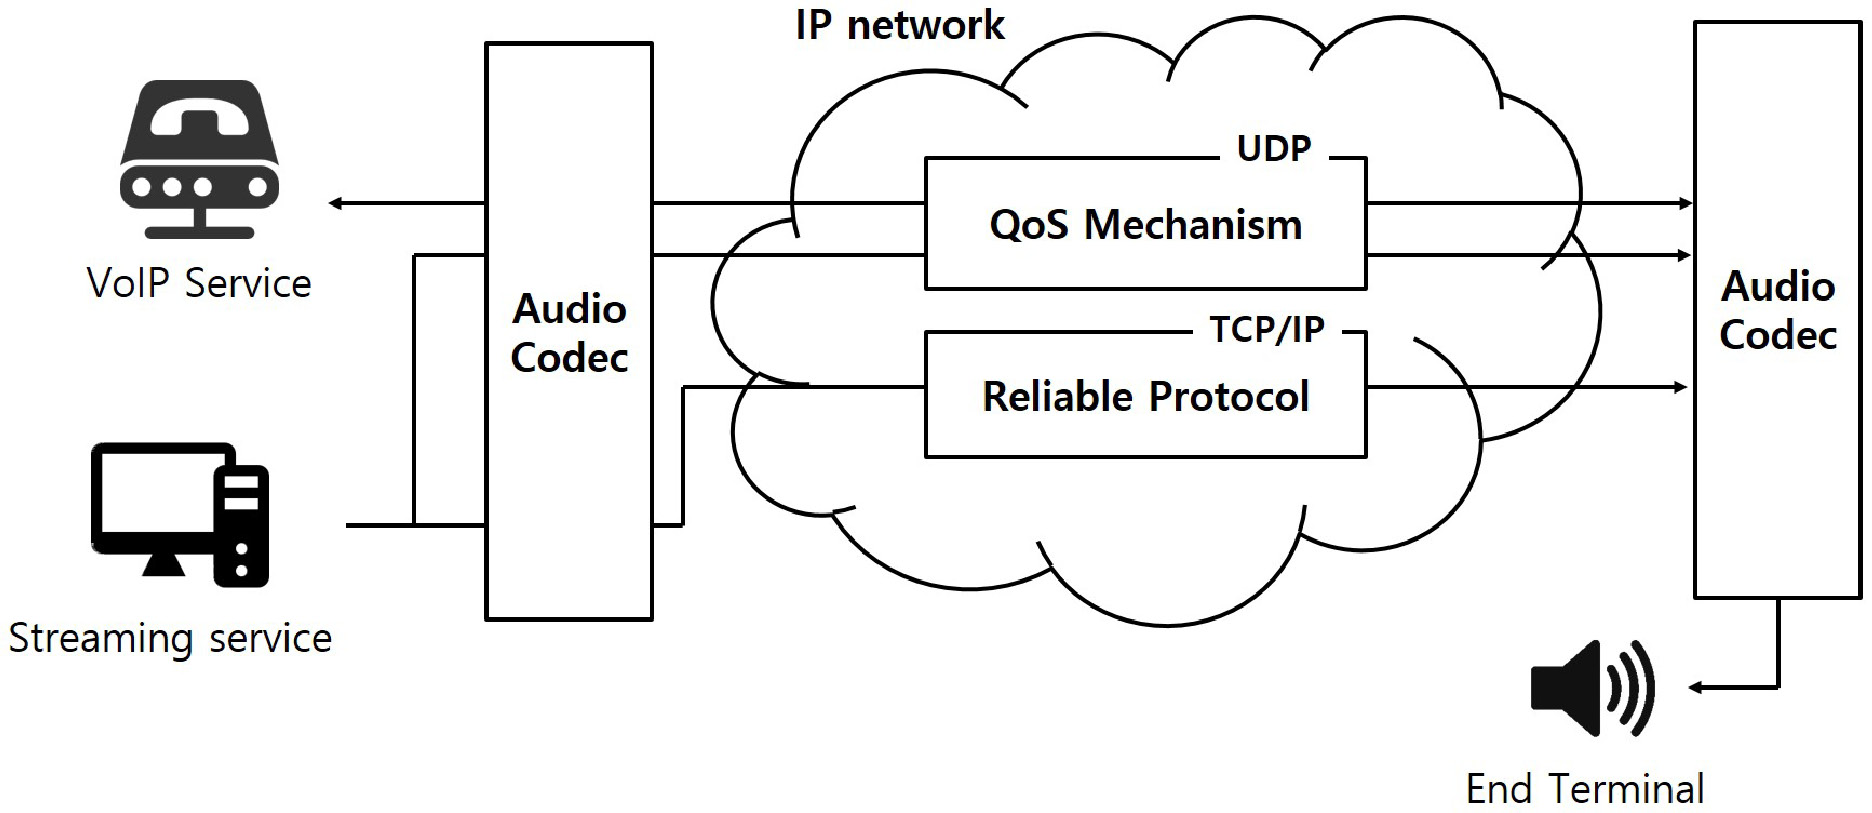 IP network
UDP
QoS Mechanism
VoIP Service
Audio
Codec
TCP/IP
Reliable Protocol
Audio
Codec
Streaming service
End Terminal